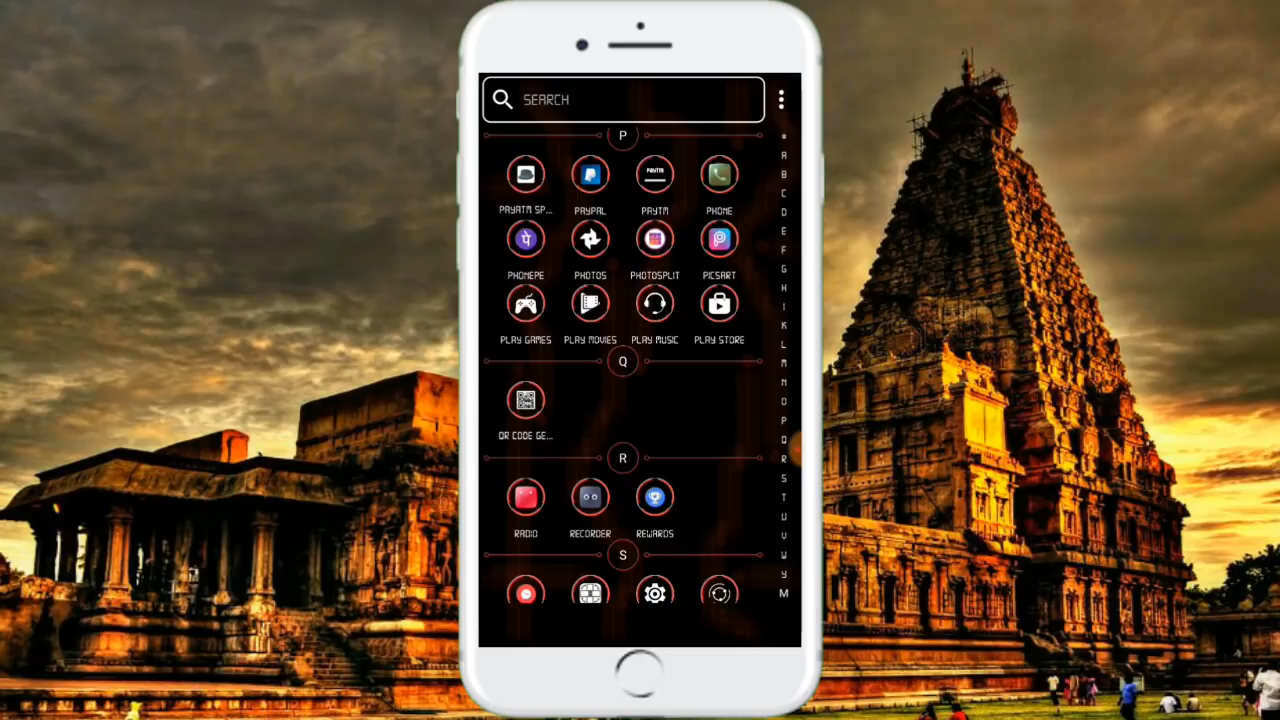 SEARCH
P
PAYATM SP... PAYPAL PAYTM PHONE
PHONEPE PHOTOS PHOTOSPLIT PICSART
PLAY GAMES PLAY MOVIES PLAY MUSIC PLAY STORE
Q
QR CODE GE...
R
RADIO RECORDER REWARDS
S
PAYTM
पे
*
A
B
C
D
E
F
G
H
I
K
L
M
N
O
P
Q
R
S
T
U
V
W
Y
M